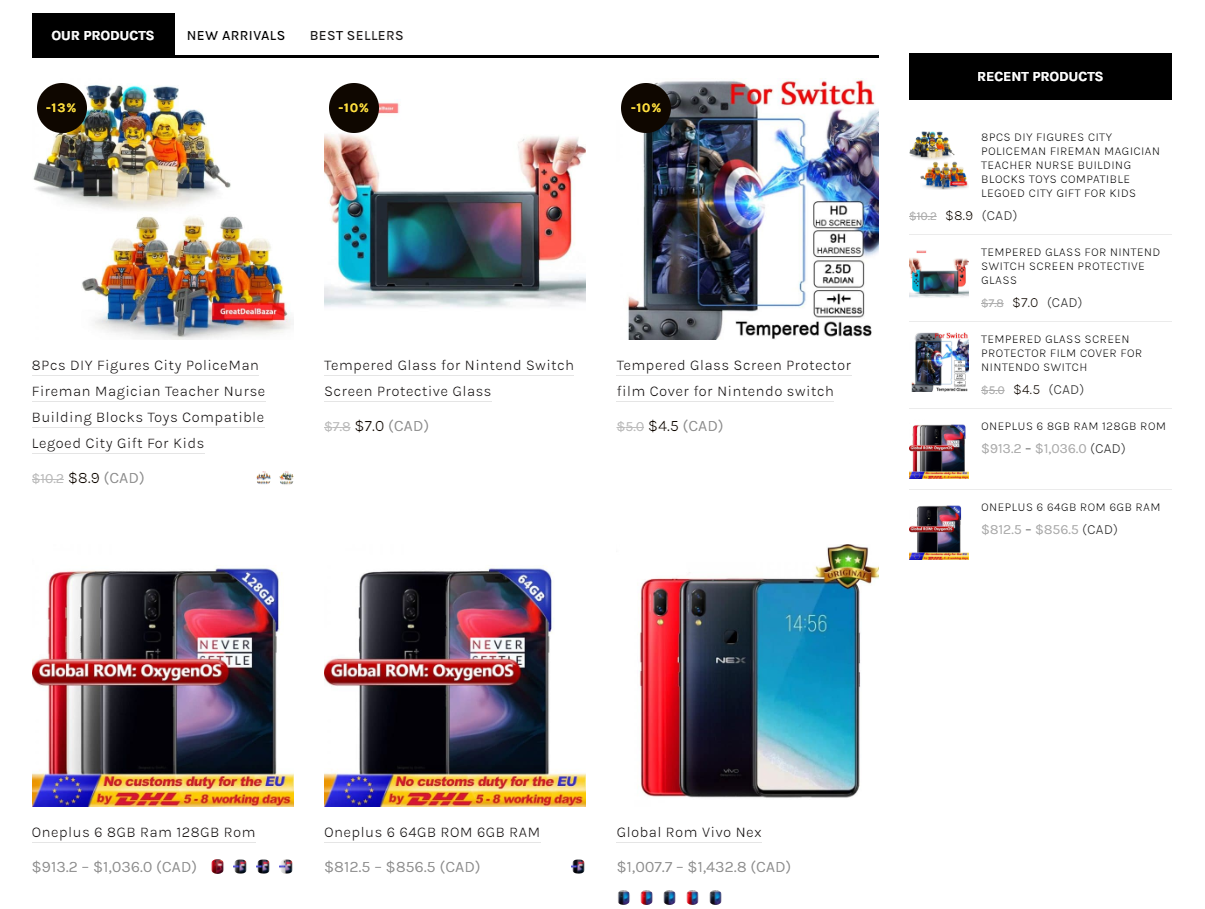 OUR PRODUCTS
NEW ARRIVALS
BEST SELLERS
-13%
GreatDealBazar
8Pcs DIY Figures City PoliceMan
Fireman Magician Teacher Nurse
Building Blocks Toys Compatible
Legoed City Gift For Kids
$10.2 $8.9 (CAD)
-10%
Tempered Glass for Nintend Switch
Screen Protective Glass
$7.8 $7.0 (CAD)
-10%
For Switch
HD
HD SCREEN
9H
HARDNESS
2.5D
RADIAN
THICKNESS
Tempered Glass
Tempered Glass Screen Protector
film Cover for Nintendo switch
$5.0 $4.5 (CAD)
128GB
NEVER
SETTLE
Global ROM: OxygenOS
No customs duty for the EU
by DHL 5 - 8 working days
Oneplus 6 8GB Ram 128GB Rom
$913.2 – $1,036.0 (CAD)
64GB
NEVER
SETTLE
Global ROM: OxygenOS
No customs duty for the EU
by DHL 5 - 8 working days
Oneplus 6 64GB ROM 6GB RAM
$812.5 – $856.5 (CAD)
ORIGINAL
14:56
NEX
vivo
Global Rom Vivo Nex
$1,007.7 – $1,432.8 (CAD)
RECENT PRODUCTS
8PCS DIY FIGURES CITY
POLICEMAN FIREMAN MAGICIAN
TEACHER NURSE BUILDING
BLOCKS TOYS COMPATIBLE
LEGOED CITY GIFT FOR KIDS
$10.2 $8.9 (CAD)
TEMPERED GLASS FOR NINTEND
SWITCH SCREEN PROTECTIVE
GLASS
$7.8 $7.0 (CAD)
For Switch
Tempered Glass
TEMPERED GLASS SCREEN
PROTECTOR FILM COVER FOR
NINTENDO SWITCH
$5.0 $4.5 (CAD)
Global ROM: OxygenOS
ONEPLUS 6 8GB RAM 128GB ROM
$913.2 – $1,036.0 (CAD)
Global ROM: OxygenOS
ONEPLUS 6 64GB ROM 6GB RAM
$812.5 – $856.5 (CAD)